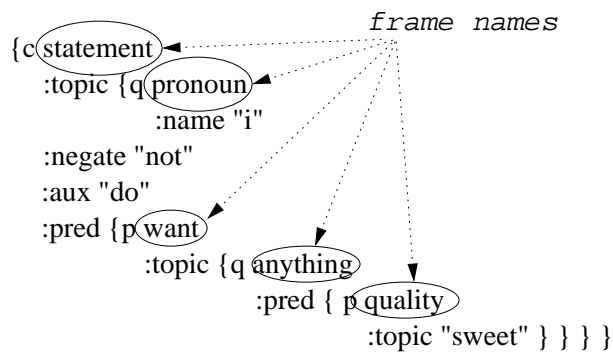 frame names
{c statement
:topic {q pronoun
:name "i"
:negate "not"
:aux "do"
:pred {p want
:topic {q anything
:pred { p quality
:topic "sweet" } } } }